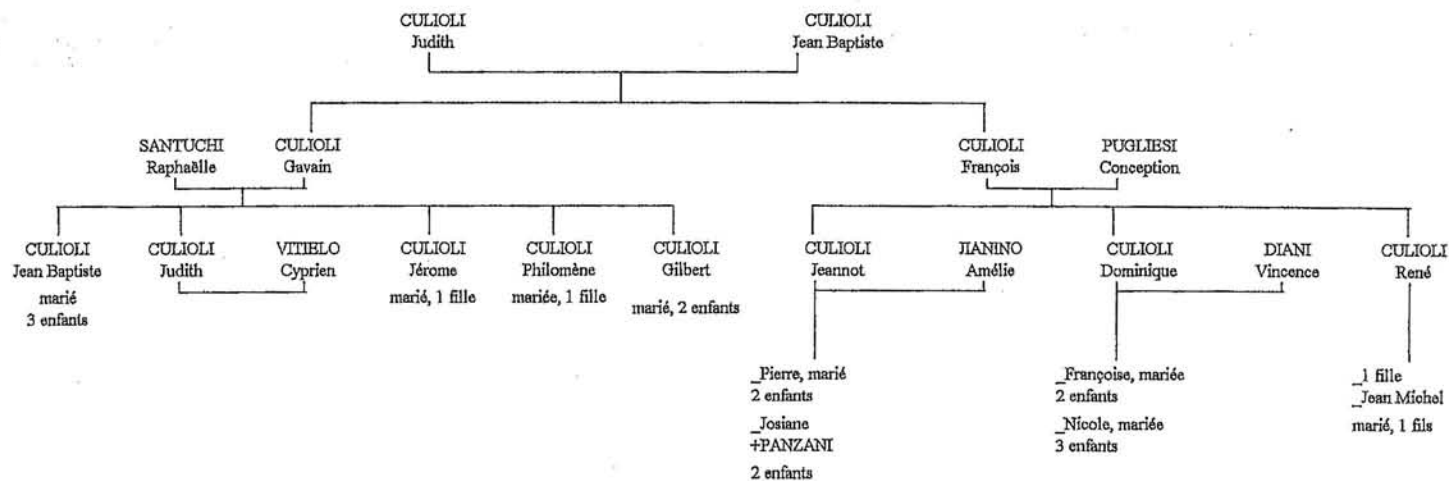 CULIOLI
Judith
CULIOLI
Jean Baptiste
SANTUCHI
Raphaëlle
CULIOLI
Gavain
CULIOLI
François
PUGLIESI
Conception
CULIOLI
Jean Baptiste
marié
3 enfants
CULIOLI
Judith
VITIELO
Cyprien
CULIOLI
Jérome
marié, 1 fille
CULIOLI
Philomène
mariée, 1 fille
CULIOLI
Gilbert
marié, 2 enfants
CULIOLI
Jeannot
JIANINO
Amélie
CULIOLI
Dominique
DIANI
Vincence
CULIOLI
René
_Pierre, marié
2 enfants
_Josiane
+PANZANI
2 enfants
_Françoise, mariée
2 enfants
_Nicole, mariée
3 enfants
_1 fille
_Jean Michel
marié, 1 fils